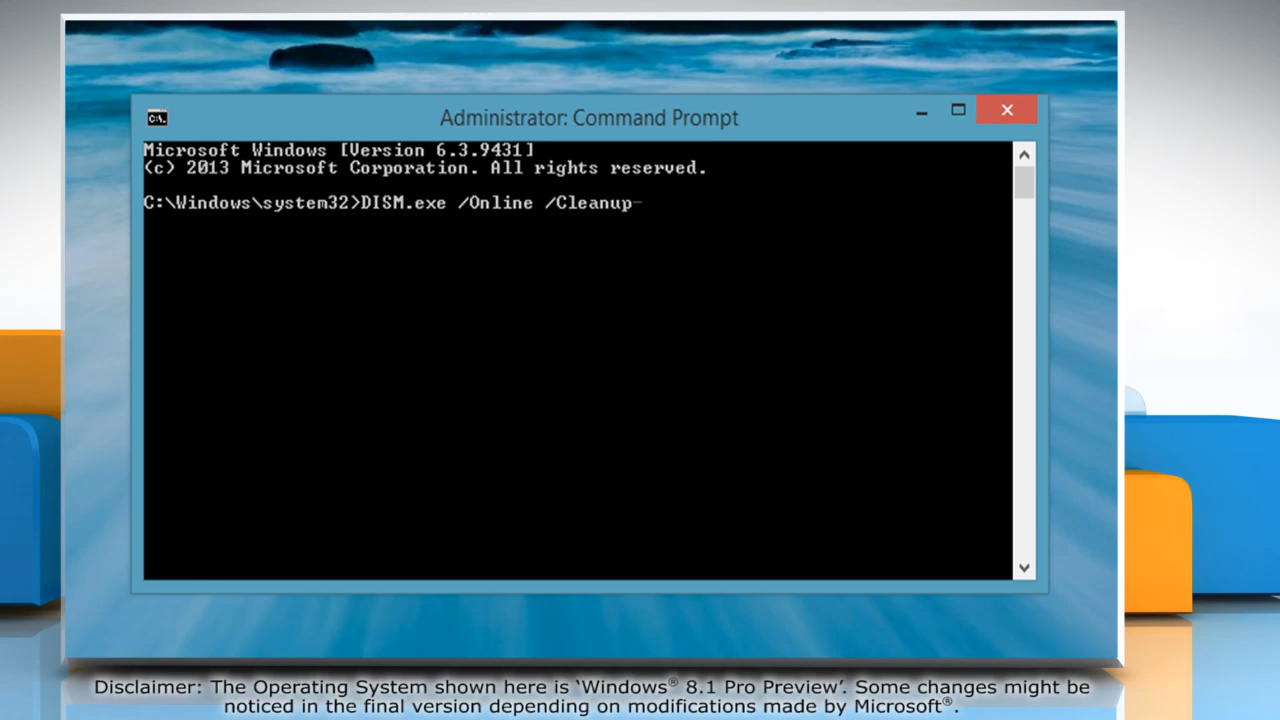 Administrator: Command Prompt
Microsoft Windows [Version 6.3.9431]
(c) 2013 Microsoft Corporation. All rights reserved.
C:\Windows\system32>DISM.exe /Online /Cleanup-
Disclaimer: The Operating System shown here is ‘Windows® 8.1 Pro Preview’. Some changes might be
noticed in the final version depending on modifications made by Microsoft®.